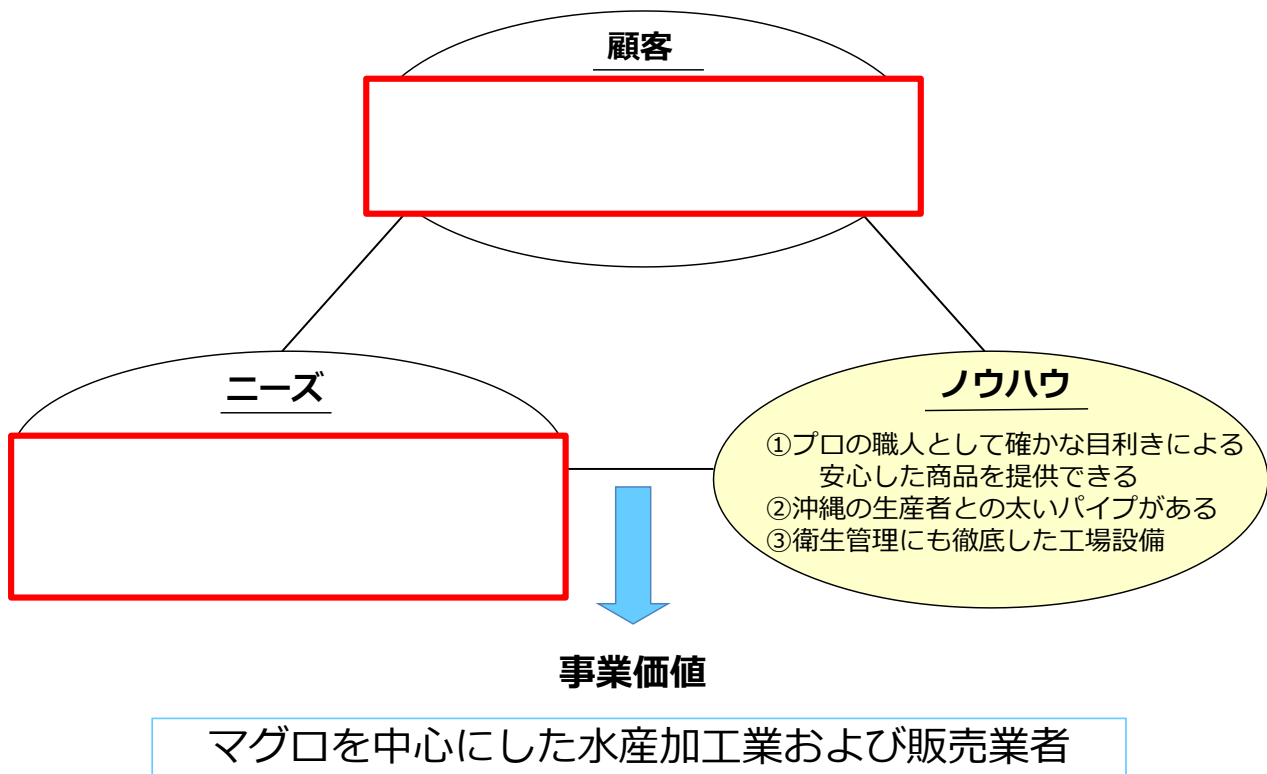 顧客
ニーズ
ノウハウ
①プロの職人として確かな目利きによる
安心した商品を提供できる
②沖縄の生産者との太いパイプがある
③衛生管理にも徹底した工場設備
事業価値
マグロを中心にした水産加工業および販売業者